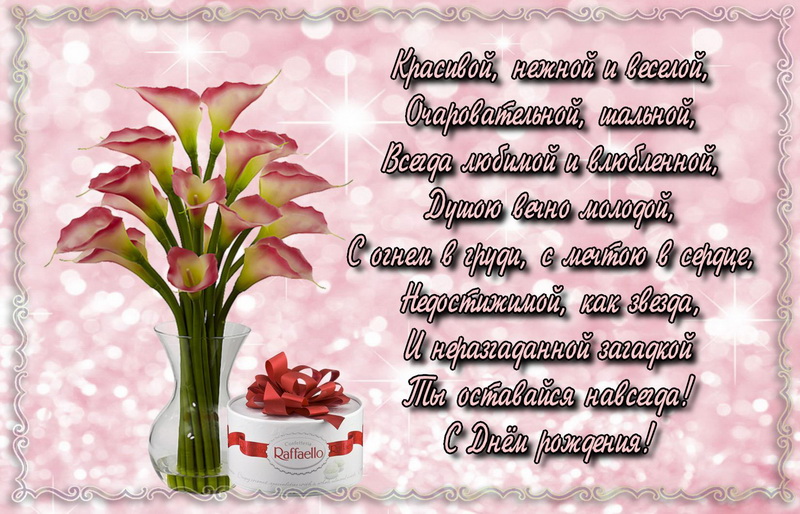 Красивой, нежной и веселой,
Очаровательной, шальной,
Всегда любимой и влюбленной,
Душою вечно молодой,
С огнем в груди, с мечтою в сердце,
Недостижимой, как звезда,
И неразгаданной загадкой
Ты оставайся навсегда!
С Днём рождения!
Confetteria
Raffaello